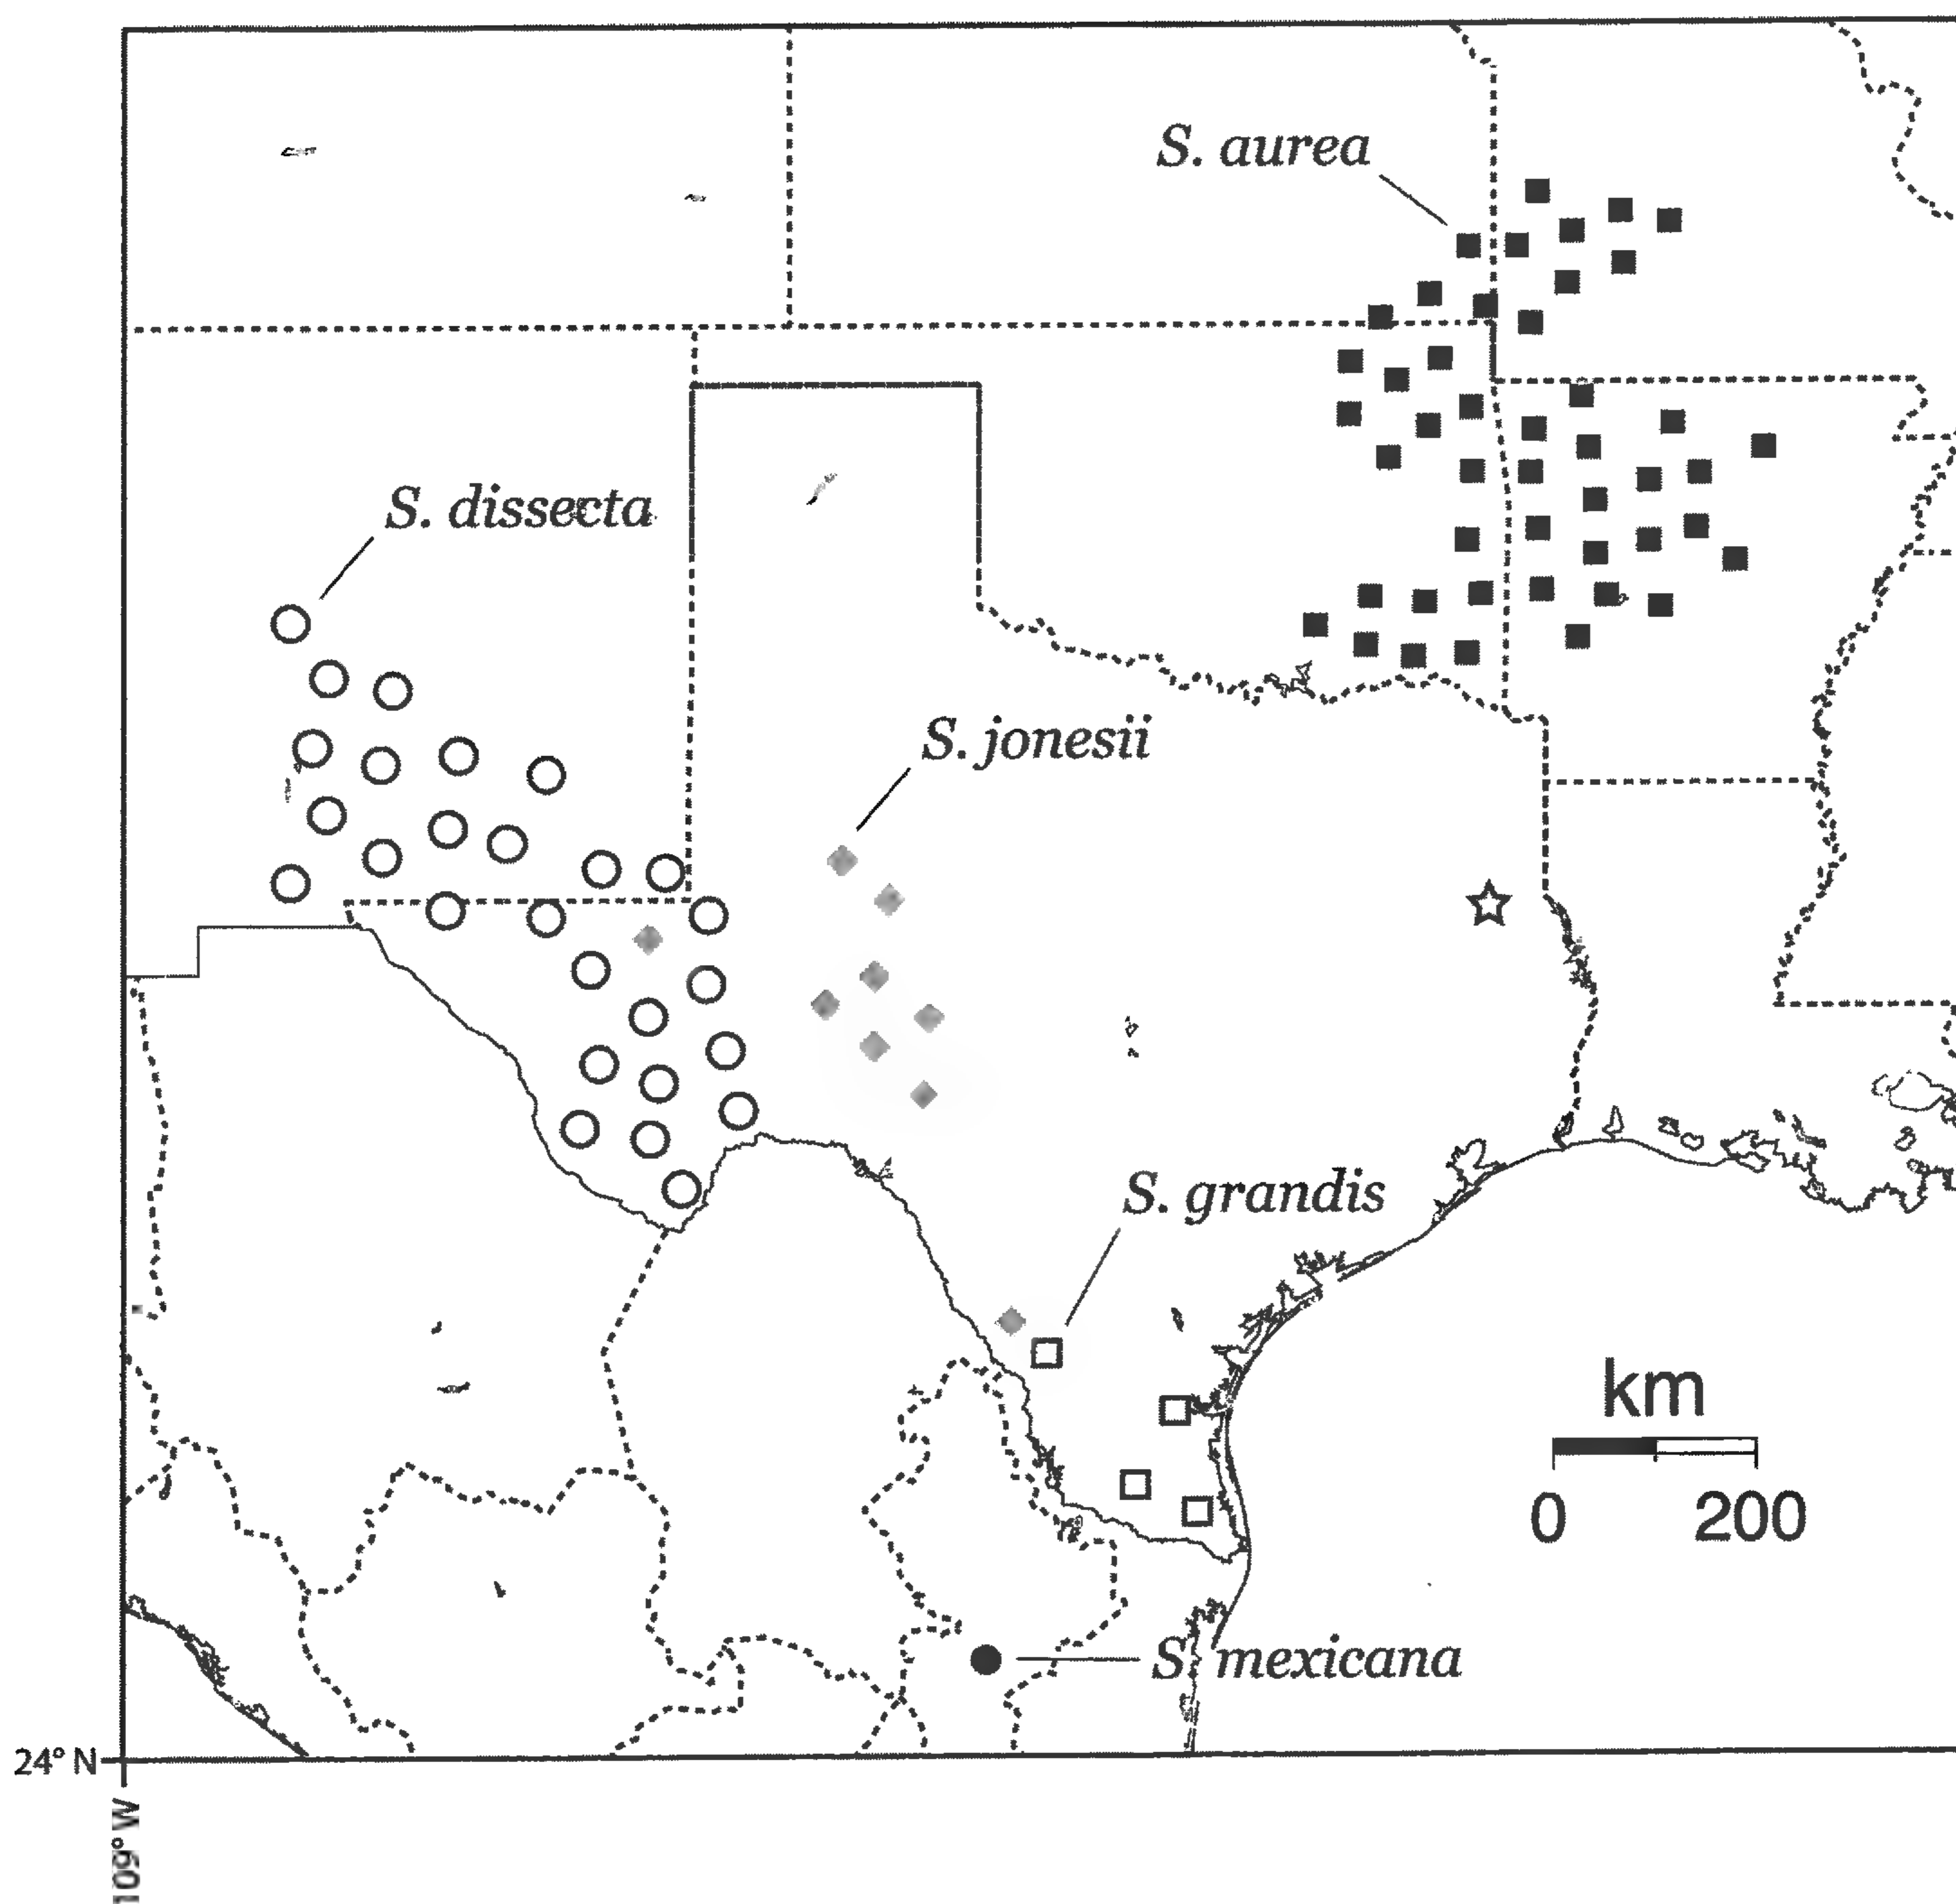 S. aurea
S. dissecta
S. jonesii
S. grandis
km
0 200
S. mexicana
24° N
109° W